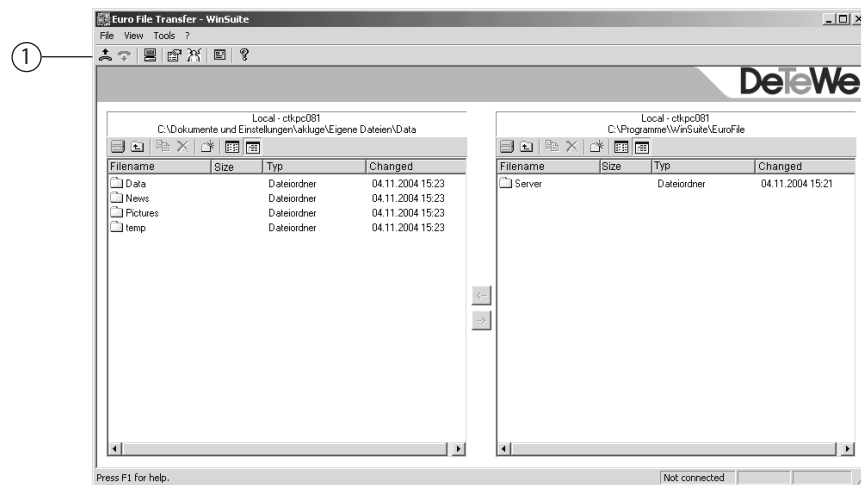 Euro File Transfer - WinSuite
File View Tools ?
1
DeTeWe
Local - ctkpc081
C:\Dokumente und Einstellungen\akluge\Eigene Dateien\Data
Filename Size Typ Changed
Data Dateiordner 04.11.2004 15:23
News Dateiordner 04.11.2004 15:23
Pictures Dateiordner 04.11.2004 15:23
temp Dateiordner 04.11.2004 15:23
Local - ctkpc081
C:\Programme\WinSuite\EuroFile
Filename Size Typ Changed
Server Dateiordner 04.11.2004 15:21
Press F1 for help.
Not connected